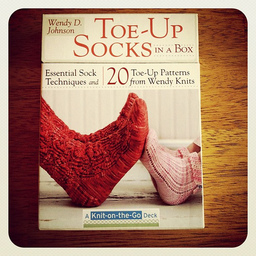 Wendy D.
Johnson
TOE-UP
SOCKS IN A BOX
Essential Sock
Techniques and
20 Toe-Up Patterns
from Wendy Knits
A Knit-on-the-Go Deck